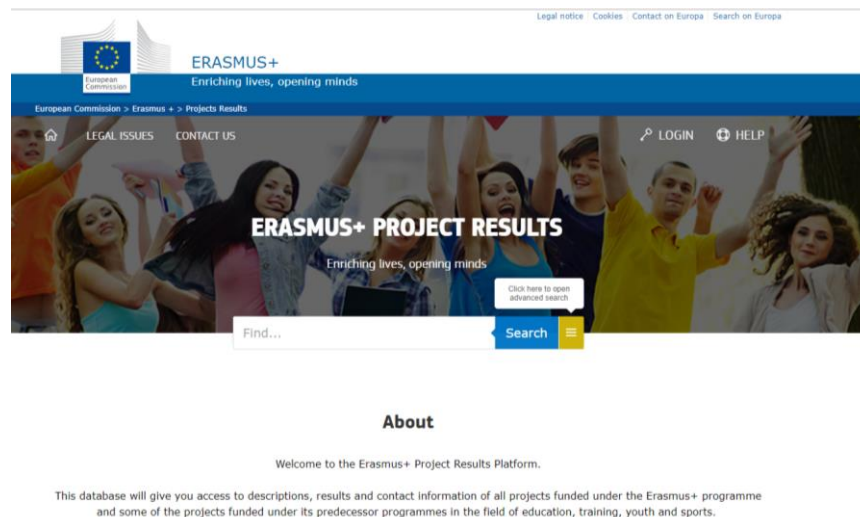 Legal notice | Cookies | Contact on Europa | Search on Europa
European
Commission
ERASMUS+
Enriching lives, opening minds
European Commission > Erasmus + > Projects Results
LEGAL ISSUES
CONTACT US
LOGIN
HELP
ERASMUS+ PROJECT RESULTS
Enriching lives, opening minds
Click here to open
advanced search
Find...
Search
About
Welcome to the Erasmus+ Project Results Platform.
This database will give you access to descriptions, results and contact information of all projects funded under the Erasmus+ programme
and some of the projects funded under its predecessor programmes in the field of education, training, youth and sports.